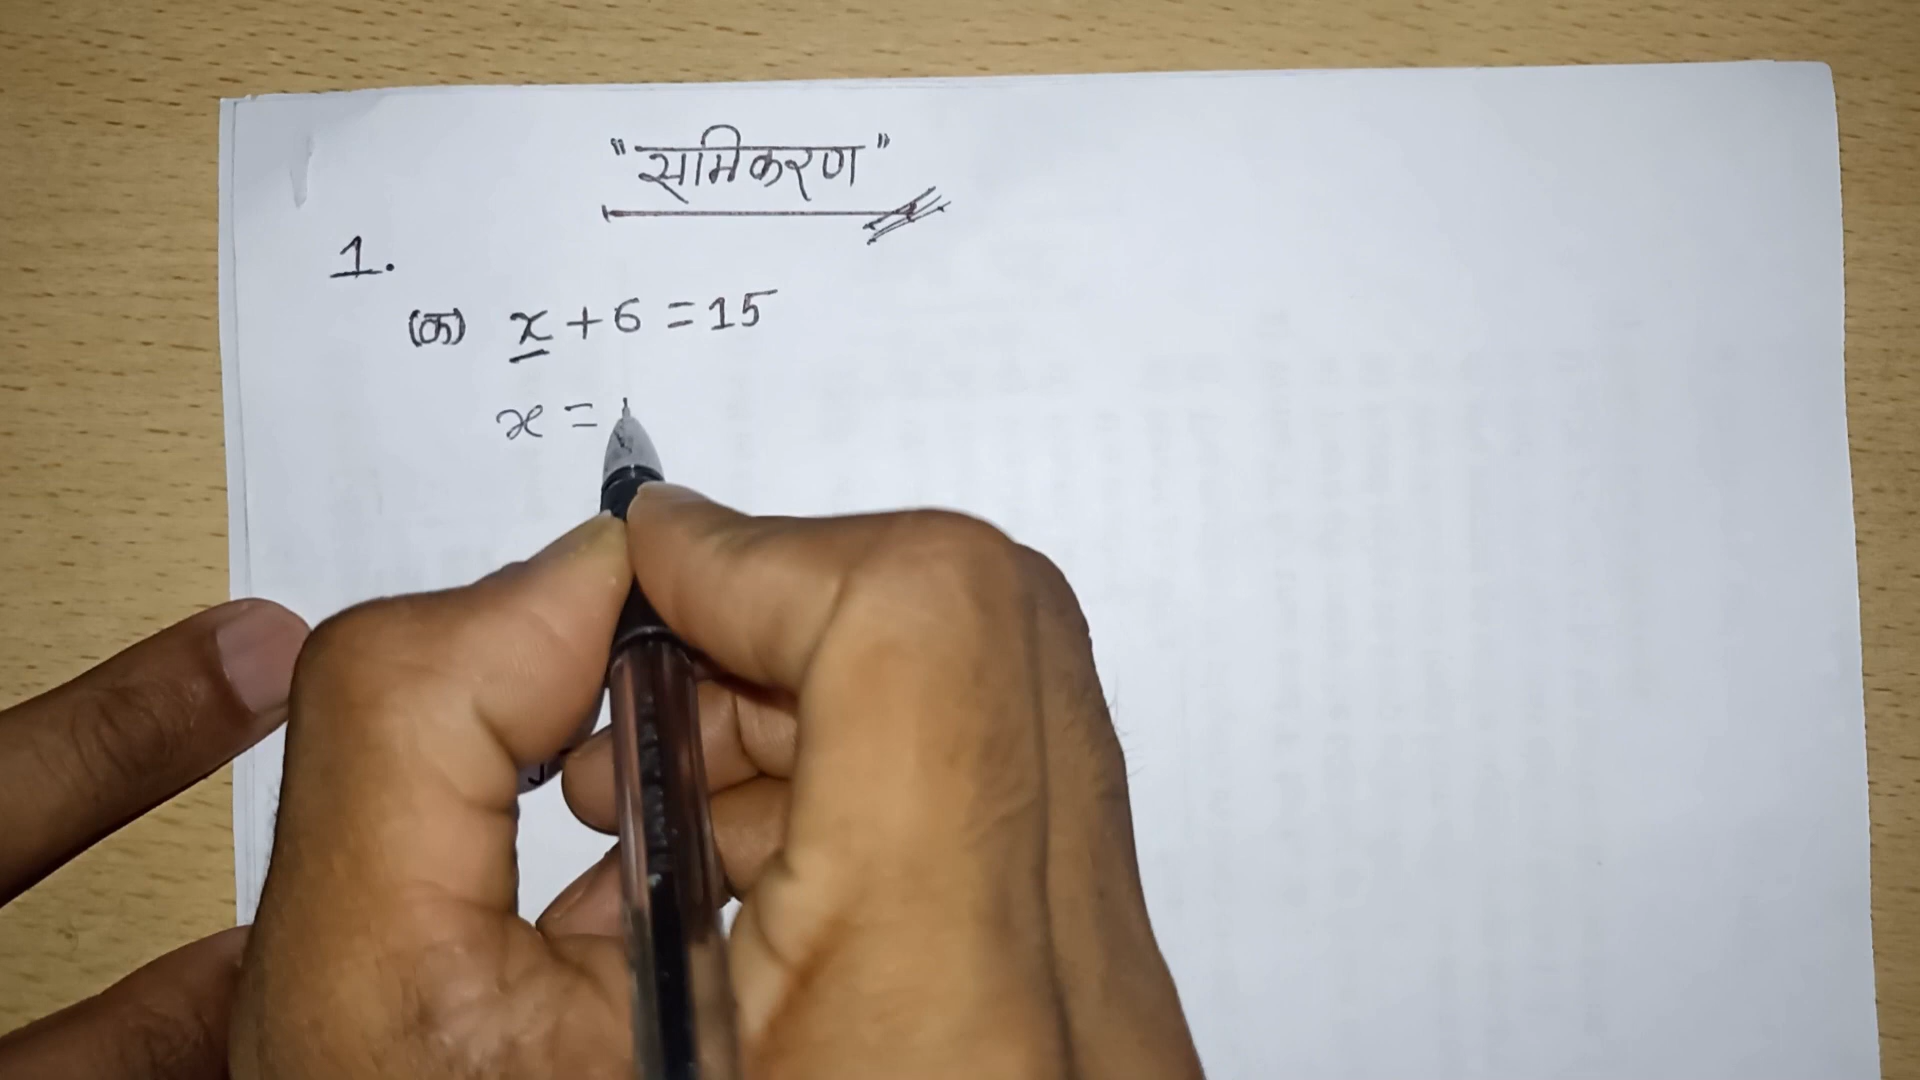 "समिकरण"
1.
(क) x + 6 = 15
x =